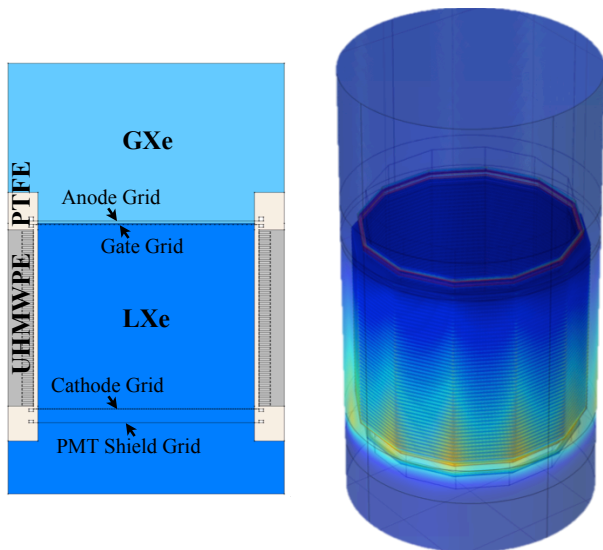 GXe
PTFE
Anode Grid
Gate Grid
UHMWPE
LXe
Cathode Grid
PMT Shield Grid